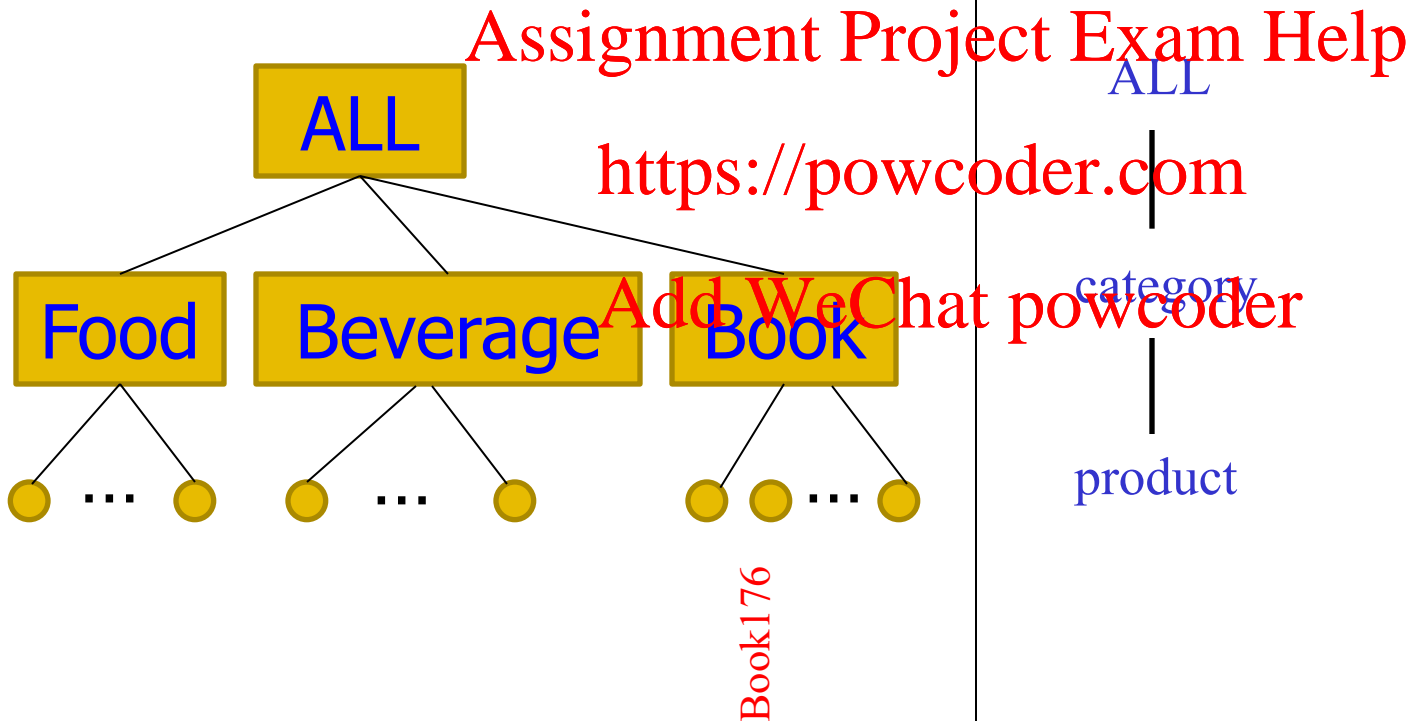 Assignment Project Exam Help
ALL
ALL
https://powcoder.com
Add WeChat powcoder
category
Food
Beverage
Book
product
...
...
...
Book176